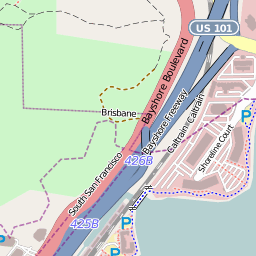 US 101
Bayshore Boulevard
Brisbane
Bayshore Freeway
Caltrain Caltrain
Shoreline Court
P
426B
South San Francisco
P
425B
P
P